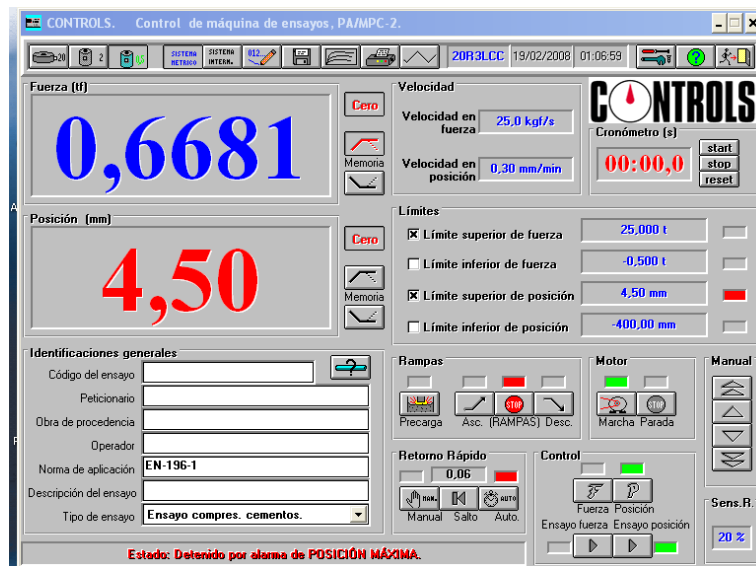 CONTROLS. Control de máquina de ensayos, PA/MPC-2.
20 2 0,5 SISTEMA METRICO SISTEMA INTERN. 012... 20R3LCC 19/02/2008 01:06:59
Fuerza (tf)
0,6681
Cero
Memoria
Velocidad
Velocidad en fuerza 25,0 kgf/s
Velocidad en posición 0,30 mm/min
CONTROLS
Cronómetro (s)
00:00,0
start
stop
reset
Posición (mm)
4,50
Cero
Memoria
Límites
Límite superior de fuerza 25,000 t
Límite inferior de fuerza -0,500 t
Límite superior de posición 4,50 mm
Límite inferior de posición -400,00 mm
Identificaciones generales
Código del ensayo
Peticionario
Obra de procedencia
Operador
Norma de aplicación EN-196-1
Descripción del ensayo
Tipo de ensayo Ensayo compres. cementos.
Rampas
STOP
Precarga Asc. (RAMPAS) Desc.
Motor
STOP
Marcha Parada
Manual
Retorno Rápido
0,06
MAN. AUTO
Manual Salto Auto.
Control
F P
Fuerza Posición
Ensayo fuerza Ensayo posición
Sens.R.
20 %
Estado: Detenido por alarma de POSICIÓN MÁXIMA.